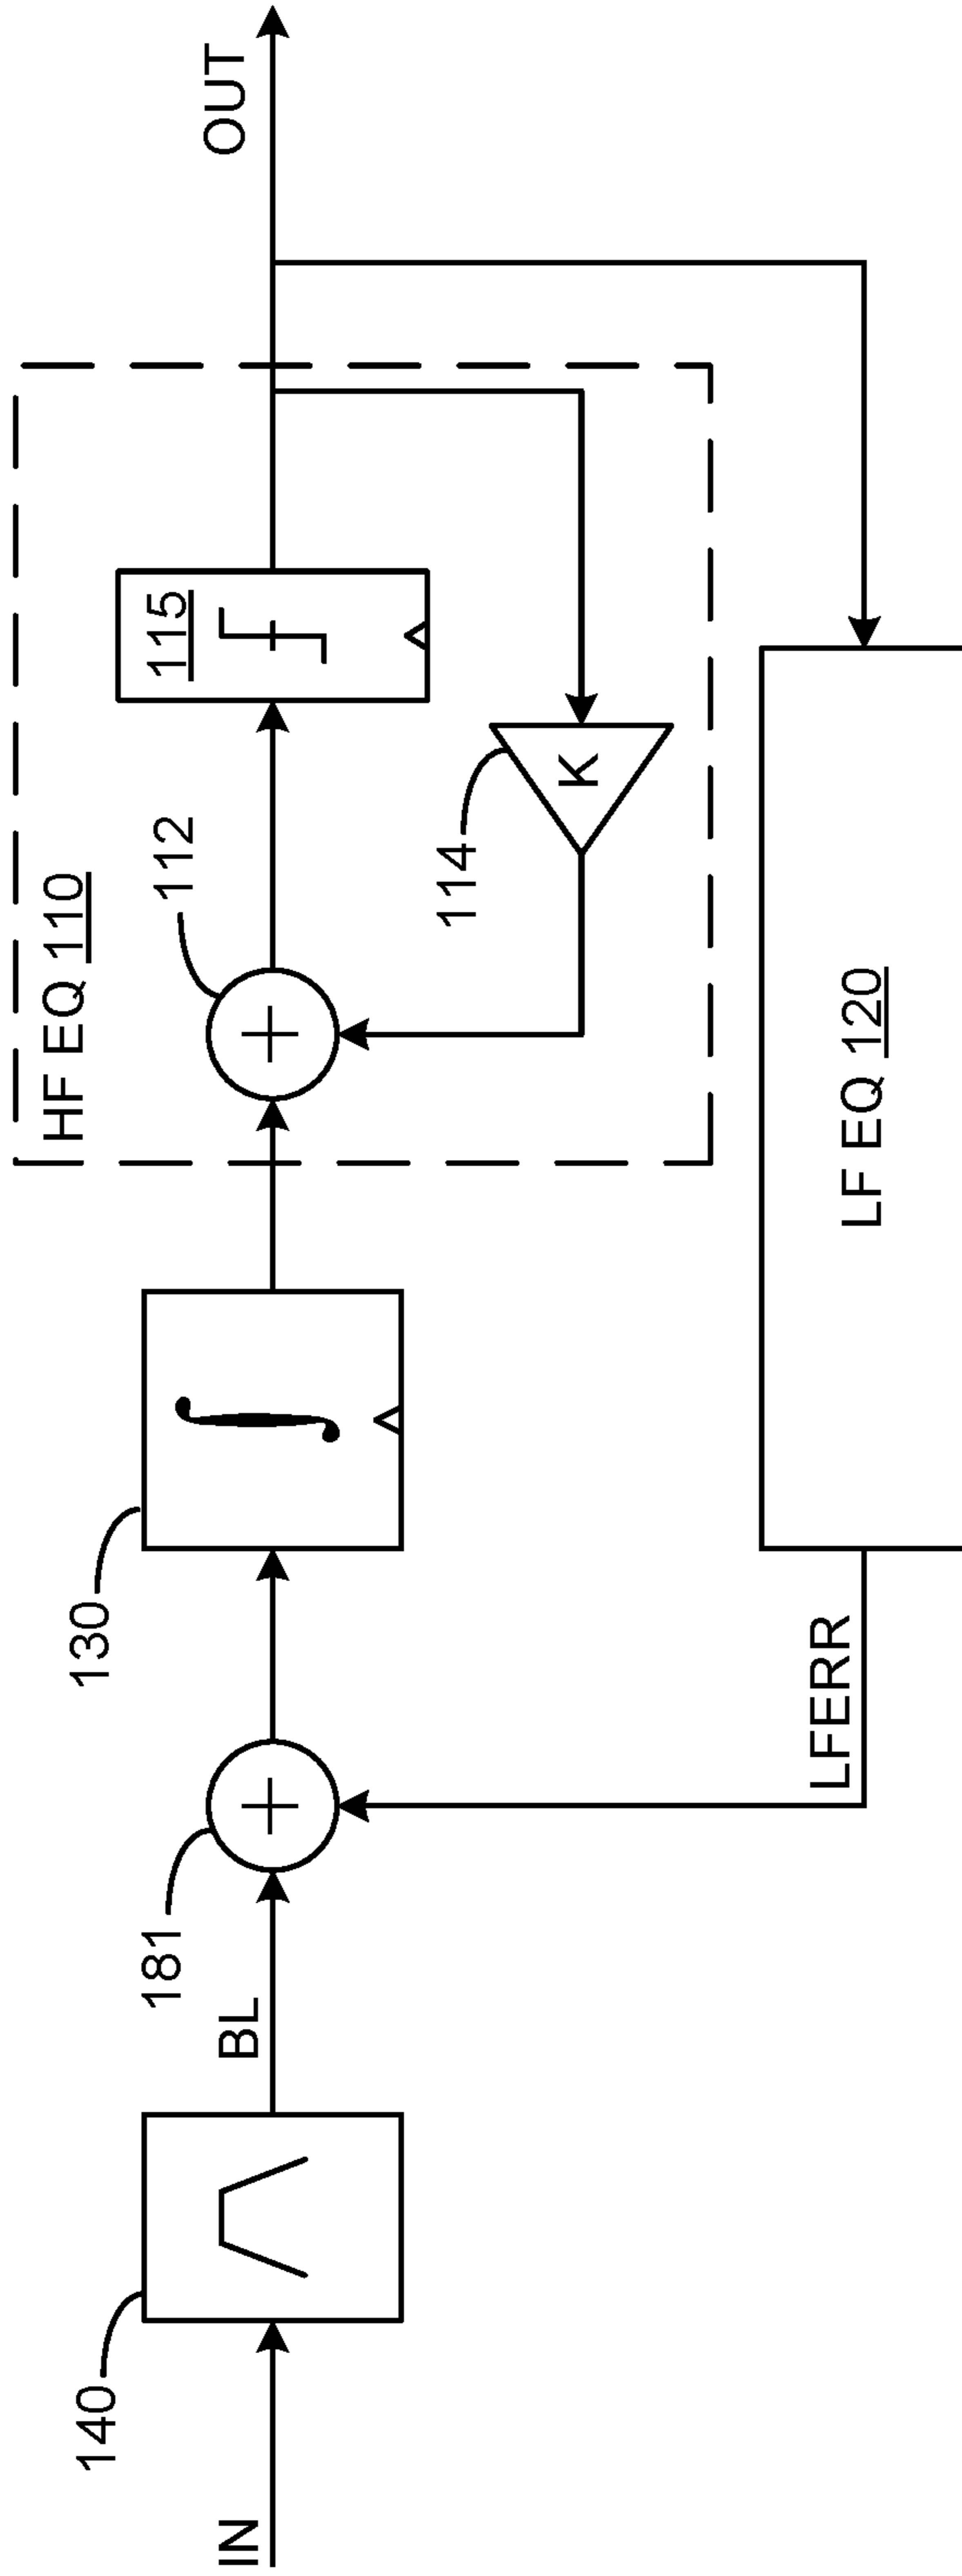 HF EQ 110
112
115
OUT
130
114
K
140
181
IN
BL
LFERR
LF EQ 120